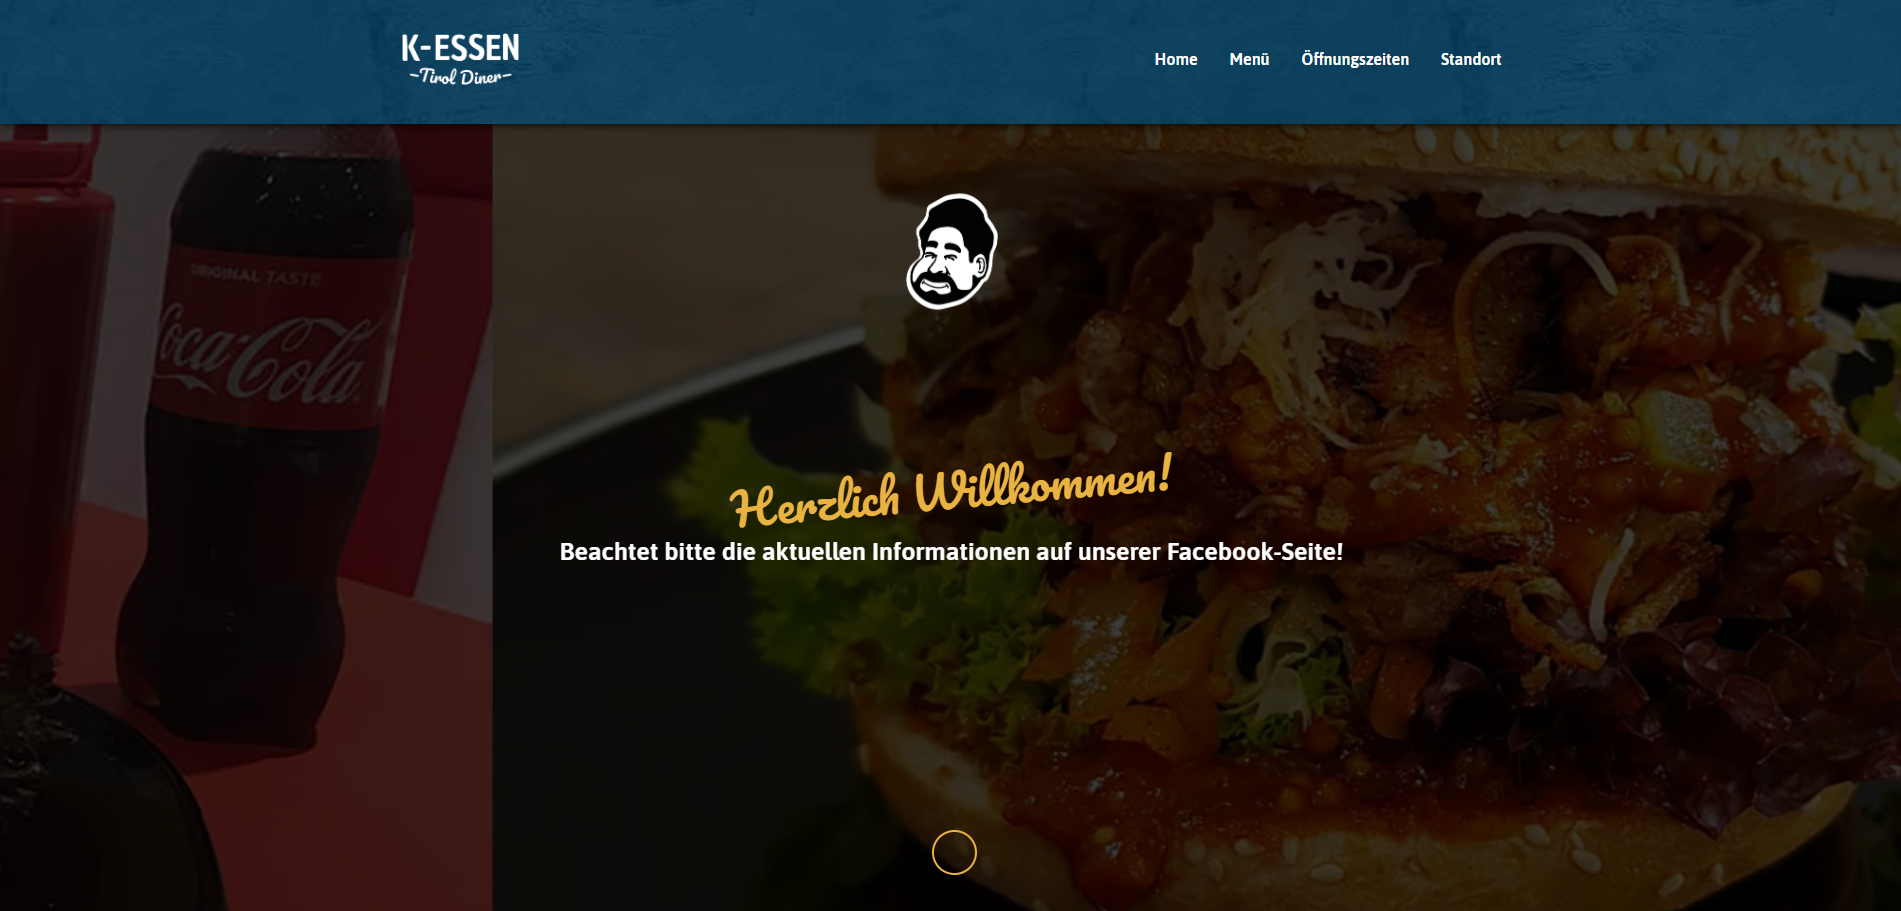 K-ESSEN
-Tirol Diner-
Home Menü Öffnungszeiten Standort
ORIGINAL TASTE
Coca-Cola
Herzlich Willkommen!
Beachtet bitte die aktuellen Informationen auf unserer Facebook-Seite!